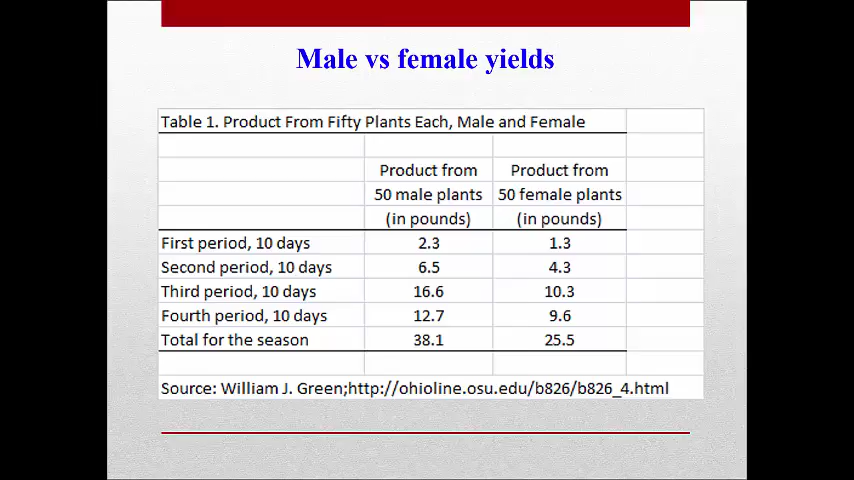 Male vs female yields
Table 1. Product From Fifty Plants Each, Male and Female
Product from Product from
50 male plants 50 female plants
(in pounds) (in pounds)
First period, 10 days 2.3 1.3
Second period, 10 days 6.5 4.3
Third period, 10 days 16.6 10.3
Fourth period, 10 days 12.7 9.6
Total for the season 38.1 25.5
Source: William J. Green;http://ohioline.osu.edu/b826/b826_4.html